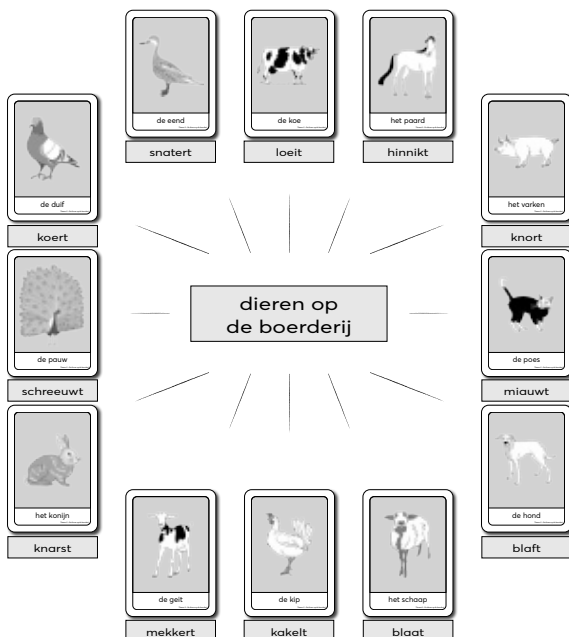 de eend
snatert
de koe
loeit
het paard
hinnikt
de duif
koert
het varken
knort
dieren op
de boerderij
de pauw
schreeuwt
de poes
miauwt
het konijn
knarst
de hond
blaft
de geit
mekkert
de kip
kakelt
het schaap
blaat